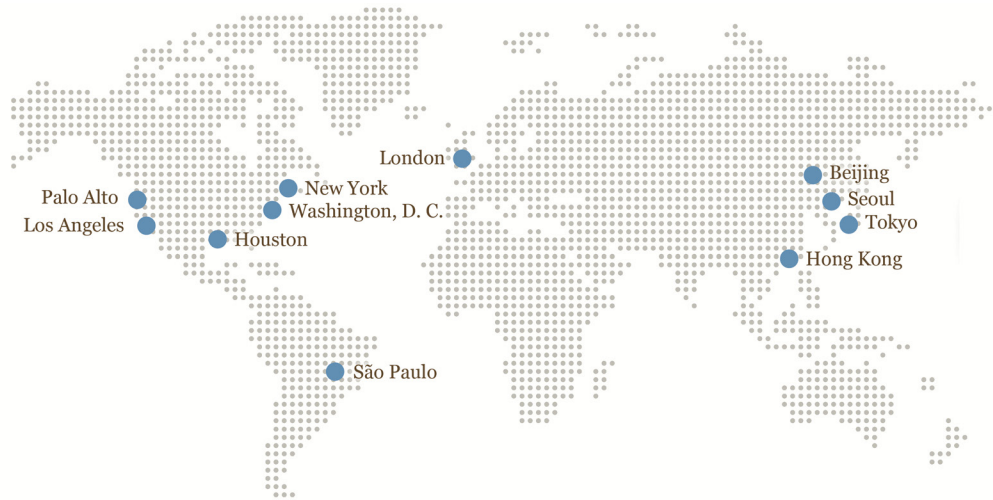 London
Beijing
New York
Palo Alto
Seoul
Washington, D. C.
Tokyo
Los Angeles
Houston
Hong Kong
São Paulo